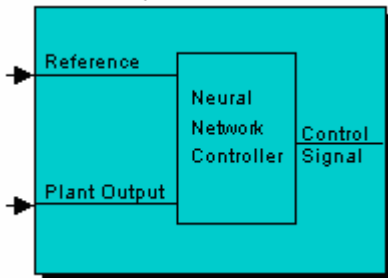 Reference
Neural
Network
Controller
Control
Signal
Plant Output